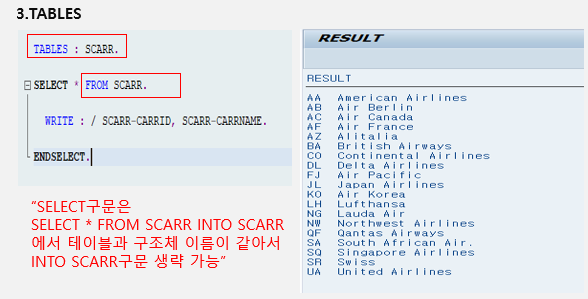 3.TABLES
TABLES : SCARR.
SELECT * FROM SCARR.
WRITE : / SCARR-CARRID, SCARR-CARRNAME.
ENDSELECT.
"SELECT구문은
SELECT * FROM SCARR INTO SCARR
에서 테이블과 구조체 이름이 같아서
INTO SCARR구문 생략 가능"
RESULT
RESULT
AA American Airlines
AB Air Berlin
AC Air Canada
AF Air France
AZ Alitalia
BA British Airways
CO Continental Airlines
DL Delta Airlines
FJ Air Pacific
JL Japan Airlines
KO Air Korea
LH Lufthansa
NG Lauda Air
NW Northwest Airlines
QF Qantas Airways
SA South African Air.
SQ Singapore Airlines
SR Swiss
UA United Airlines